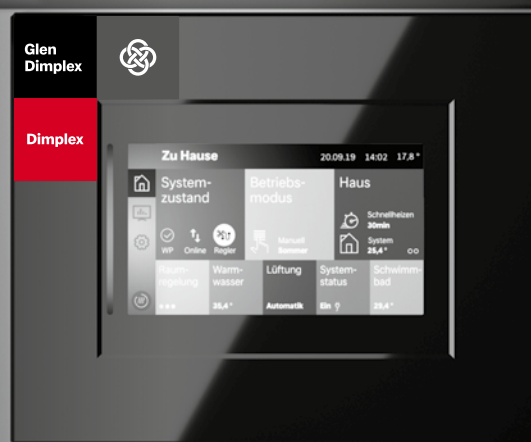 Glen
Dimplex
Dimplex
Zu Hause 20.09.19 14:02 17,8°
System-
zustand
WP Online Regler
Betriebs-
modus
Manuell
Sommer
Haus
Schnellheizen
30min
System
25,4°
Raum-
regelung
Warm-
wasser
35,4°
Lüftung
Automatik
System-
status
Ein
Schwimm-
bad
29,4°